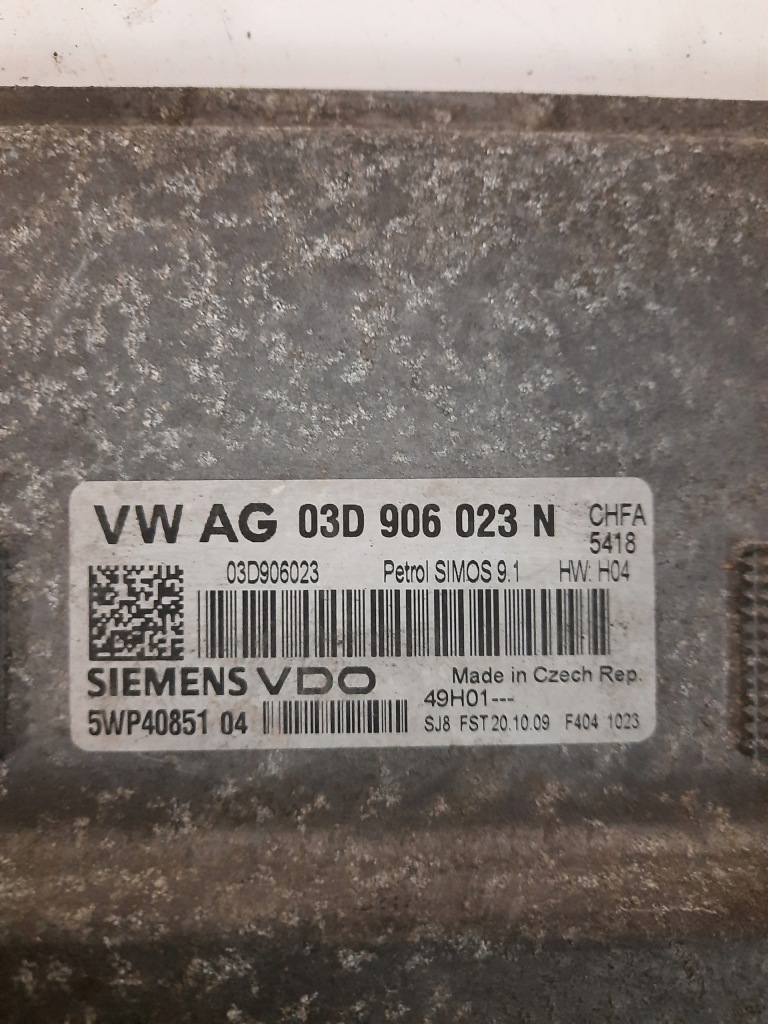 VW AG 03D 906 023 N CHFA
5418
03D906023 Petrol SIMOS 9.1 HW: H04
SIEMENS VDO Made in Czech Rep.
49H01---
5WP40851 04 SJ8 FST 20.10.09 F404 1023